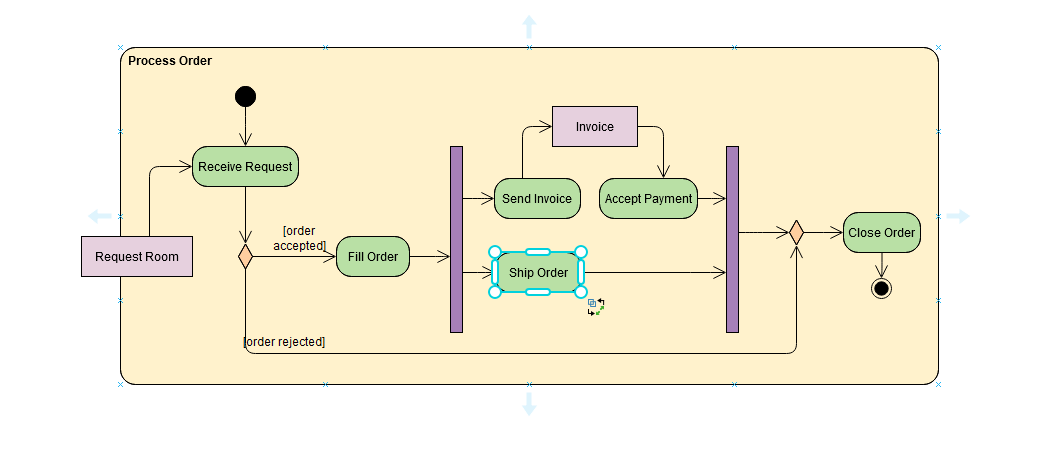 Process Order
Receive Request
Invoice
Send Invoice
Accept Payment
[order
accepted]
Request Room
Fill Order
Ship Order
Close Order
[order rejected]